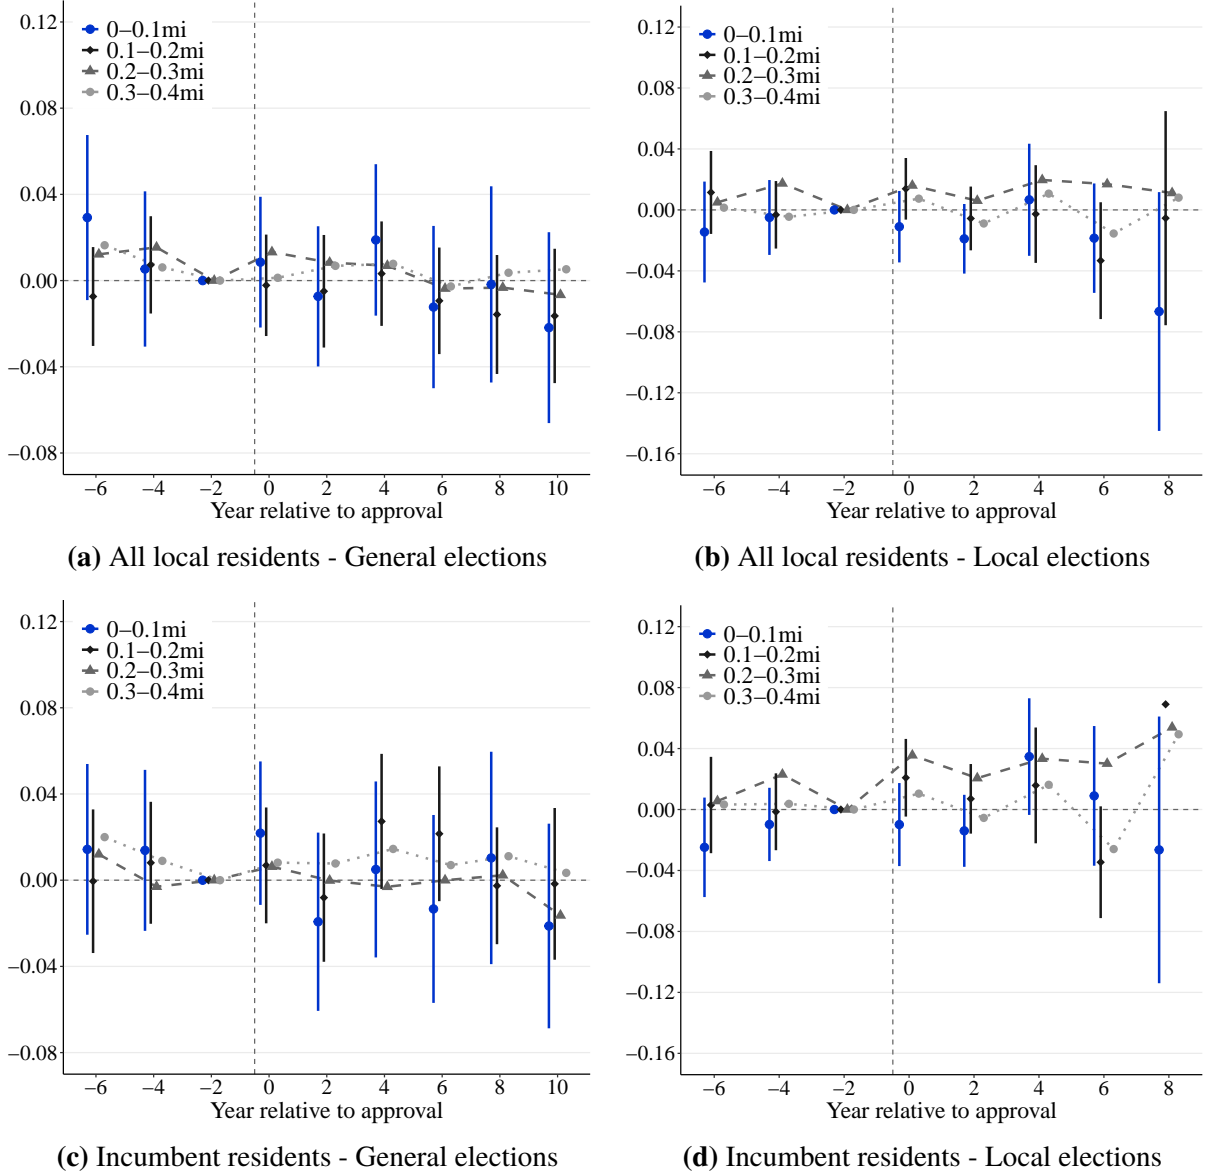 0.12
0.08
0.04
0.00
−0.04
−0.08
0–0.1mi
0.1–0.2mi
0.2–0.3mi
0.3–0.4mi
−6 −4 −2 0 2 4 6 8 10
Year relative to approval
(a) All local residents - General elections
0.12
0.08
0.04
0.00
−0.04
−0.08
−0.12
−0.16
0–0.1mi
0.1–0.2mi
0.2–0.3mi
0.3–0.4mi
−6 −4 −2 0 2 4 6 8
Year relative to approval
(b) All local residents - Local elections
0.12
0.08
0.04
0.00
−0.04
−0.08
0–0.1mi
0.1–0.2mi
0.2–0.3mi
0.3–0.4mi
−6 −4 −2 0 2 4 6 8 10
Year relative to approval
(c) Incumbent residents - General elections
0.12
0.08
0.04
0.00
−0.04
−0.08
−0.12
−0.16
0–0.1mi
0.1–0.2mi
0.2–0.3mi
0.3–0.4mi
−6 −4 −2 0 2 4 6 8
Year relative to approval
(d) Incumbent residents - Local elections